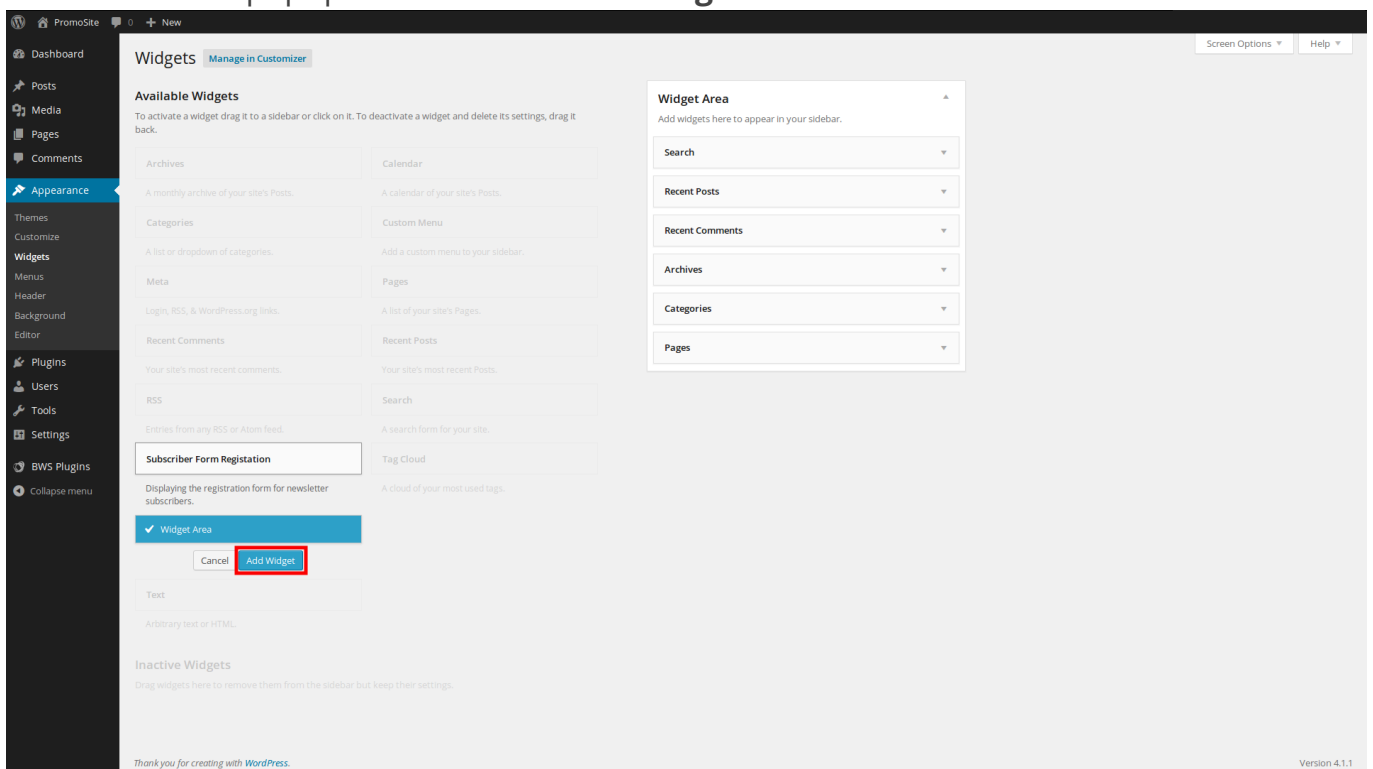 PromoSite 0 + New
Screen Options Help
Dashboard
Posts
Media
Pages
Comments
Appearance
Themes
Customize
Widgets
Menus
Header
Background
Editor
Plugins
Users
Tools
Settings
BWS Plugins
Collapse menu
Widgets Manage in Customizer
Available Widgets
To activate a widget drag it to a sidebar or click on it. To deactivate a widget and delete its settings, drag it
back.
Archives Calendar
A monthly archive of your site's Posts. A calendar of your site's Posts.
Categories Custom Menu
A list or dropdown of categories. Add a custom menu to your sidebar.
Meta Pages
Login, RSS, & WordPress.org links. A list of your site's Pages.
Recent Comments Recent Posts
Your site's most recent comments. Your site's most recent Posts.
RSS Search
Entries from any RSS or Atom feed. A search form for your site.
Subscriber Form Registation Tag Cloud
Displaying the registration form for newsletter A cloud of your most used tags.
subscribers.
Widget Area
Cancel Add Widget
Text
Arbitrary text or HTML.
Inactive Widgets
Drag widgets here to remove them from the sidebar but keep their settings.
Widget Area
Add widgets here to appear in your sidebar.
Search
Recent Posts
Recent Comments
Archives
Categories
Pages
Thank you for creating with WordPress. Version 4.1.1